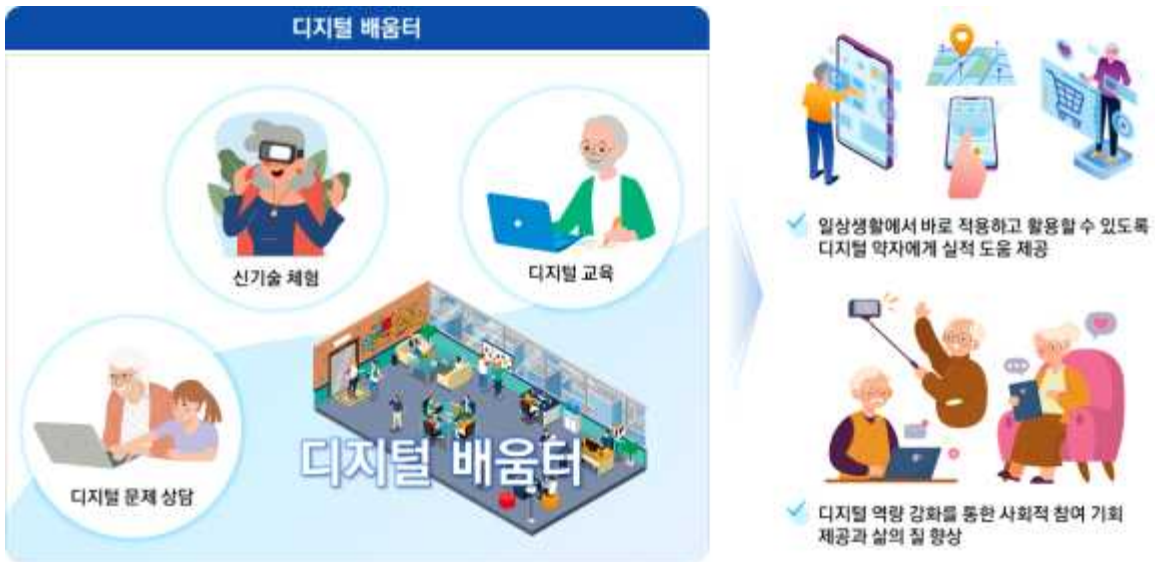 디지털 배움터
신기술 체험
디지털 교육
디지털 문제 상담
디지털 배움터
일상생활에서 바로 적용하고 활용할 수 있도록
디지털 약자에게 실적 도움 제공
디지털 역량 강화를 통한 사회적 참여 기회
제공과 삶의 질 향상